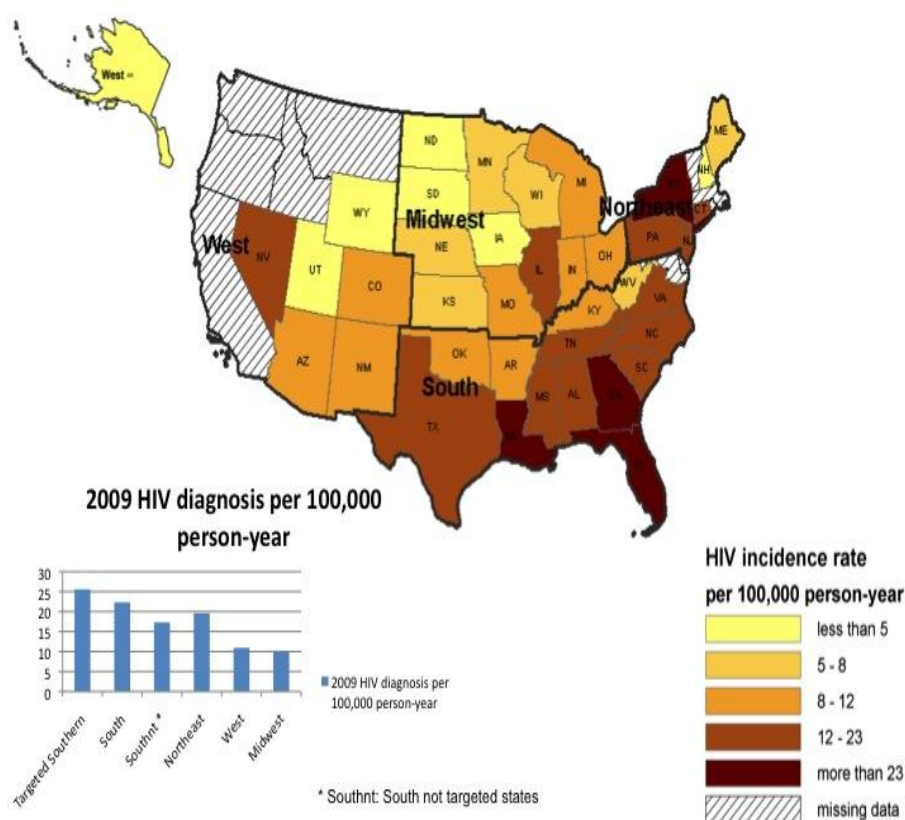 West AK
ND
MN
ME
WI
MI
NH
SD
WY
Midwest
Northeast
CT
IA
PA
NJ
West
NE
NV
UT
IL
IN
OH
CO
WV
KS
MO
VA
KY
NC
TN
AZ
NM
OK
AR
SC
South
MS
AL
TX
2009 HIV diagnosis per 100,000
person-year
30
25
20
15
10
5
0
Targeted Southern
South
Southnt *
Northeast
West
Midwest
2009 HIV diagnosis per
100,000 person-year
* Southnt: South not targeted states
HIV incidence rate
per 100,000 person-year
less than 5
5 - 8
8 - 12
12 - 23
more than 23
missing data